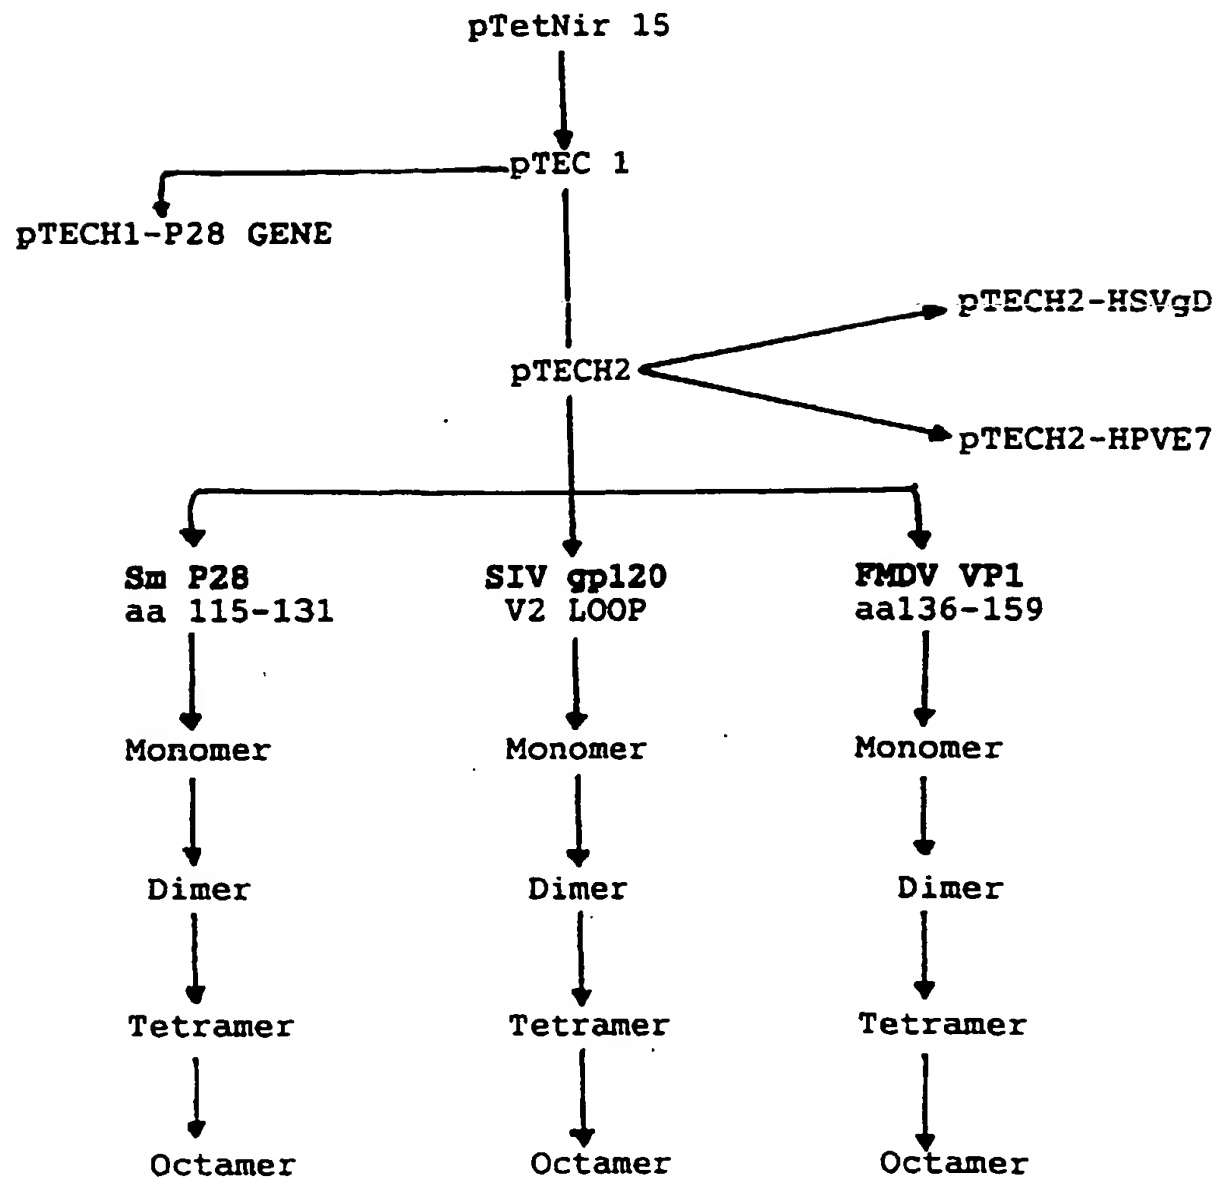 pTetNir 15
pTEC 1
pTECH1-P28 GENE
pTECH2-HSVgD
pTECH2
pTECH2-HPVE7
Sm P28
aa 115-131
SIV gp120
V2 LOOP
FMDV VP1
aa136-159
Monomer
Monomer
Monomer
Dimer
Dimer
Dimer
Tetramer
Tetramer
Tetramer
Octamer
Octamer
Octamer